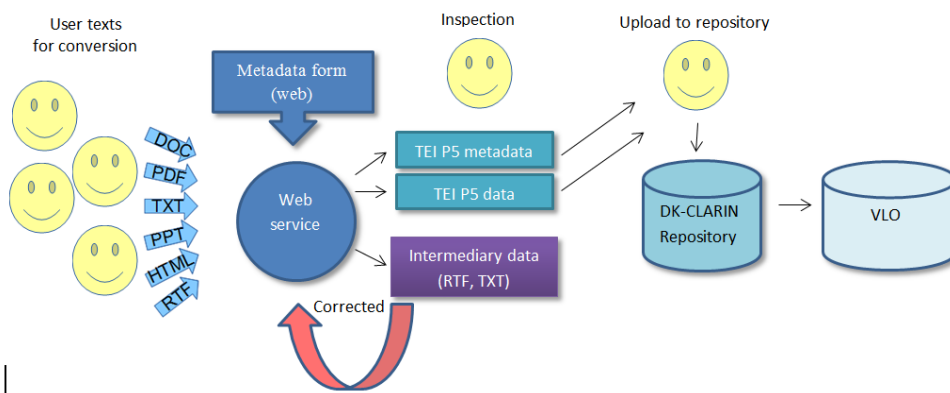 User texts
for conversion
DOC
PDF
TXT
PPT
HTML
RTF
Metadata form
(web)
Web
service
Inspection
TEI P5 metadata
TEI P5 data
Intermediary data
(RTF, TXT)
Corrected
Upload to repository
DK-CLARIN
Repository
VLO